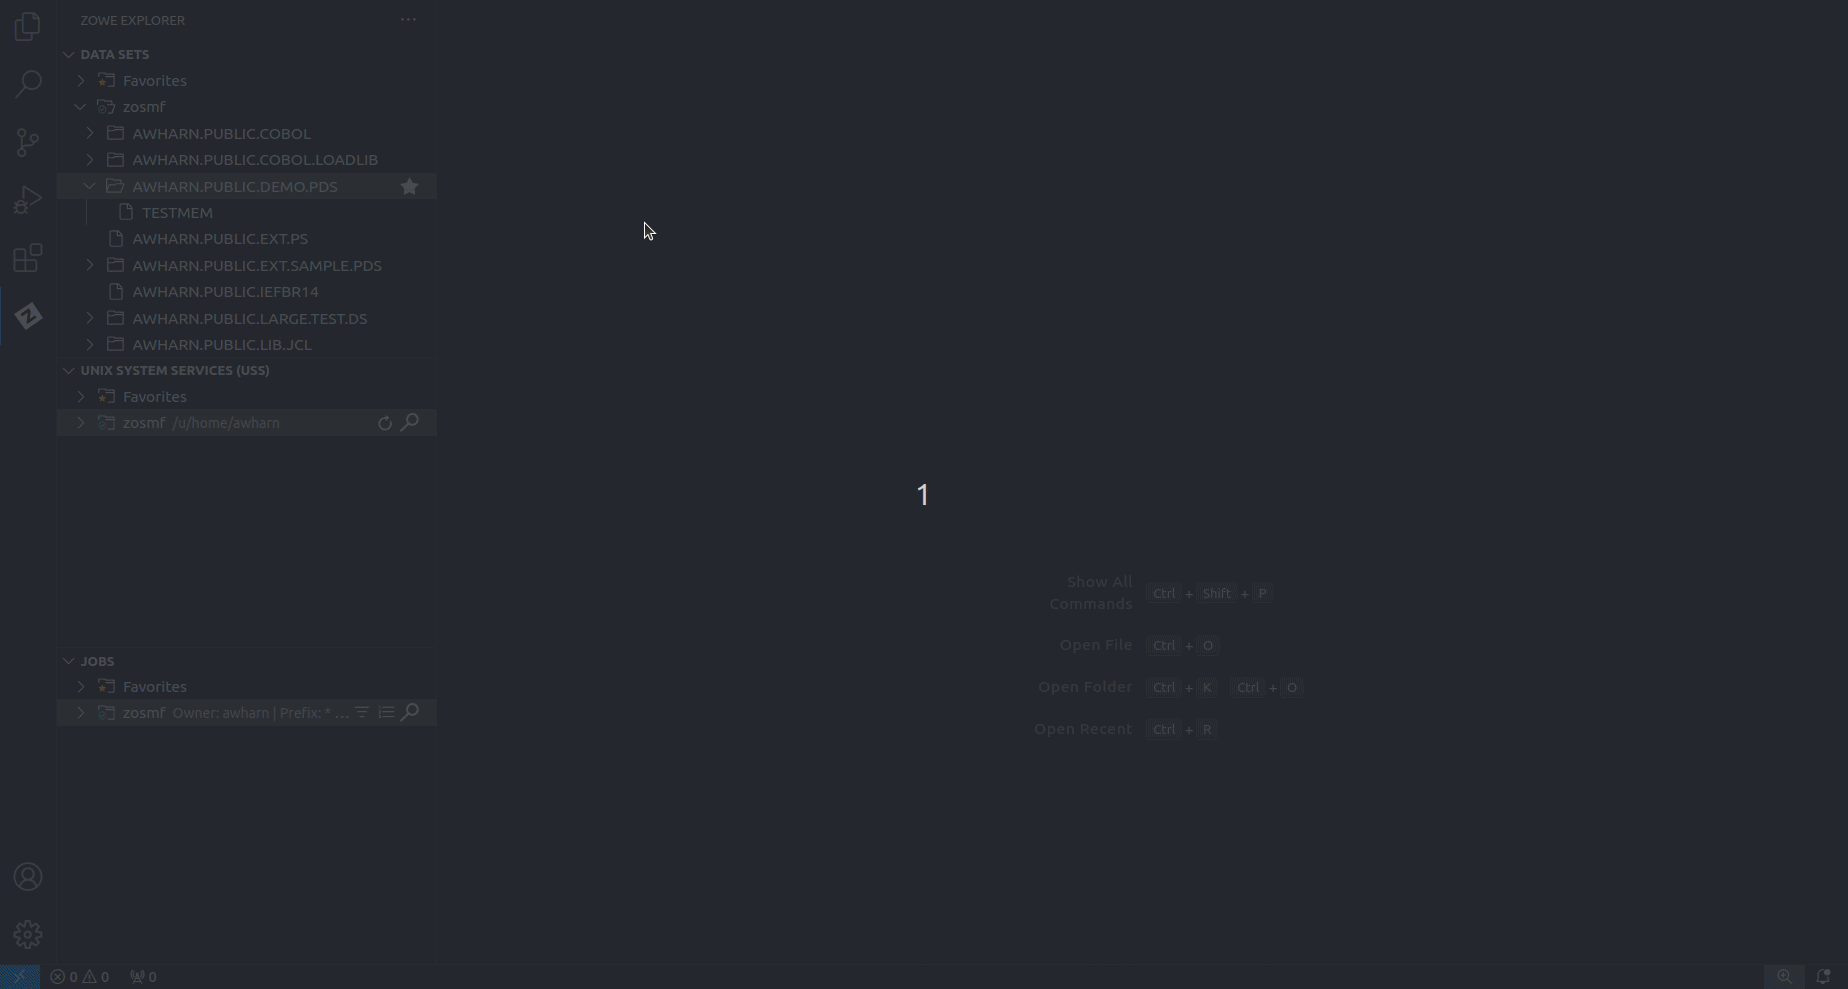 ZOWE EXPLORER
DATA SETS
Favorites
zosmf
AWHARN.PUBLIC.COBOL
AWHARN.PUBLIC.COBOL.LOADLIB
AWHARN.PUBLIC.DEMO.PDS
TESTMEM
AWHARN.PUBLIC.EXT.PS
AWHARN.PUBLIC.EXT.SAMPLE.PDS
AWHARN.PUBLIC.IEFBR14
AWHARN.PUBLIC.LARGE.TEST.DS
AWHARN.PUBLIC.LIB.JCL
UNIX SYSTEM SERVICES (USS)
Favorites
zosmf /u/home/awharn
JOBS
Favorites
zosmf Owner: awharn | Prefix: * ...
1
Show All
Commands Ctrl + Shift + P
Open File Ctrl + O
Open Folder Ctrl + K Ctrl + O
Open Recent Ctrl + R
0 0 0